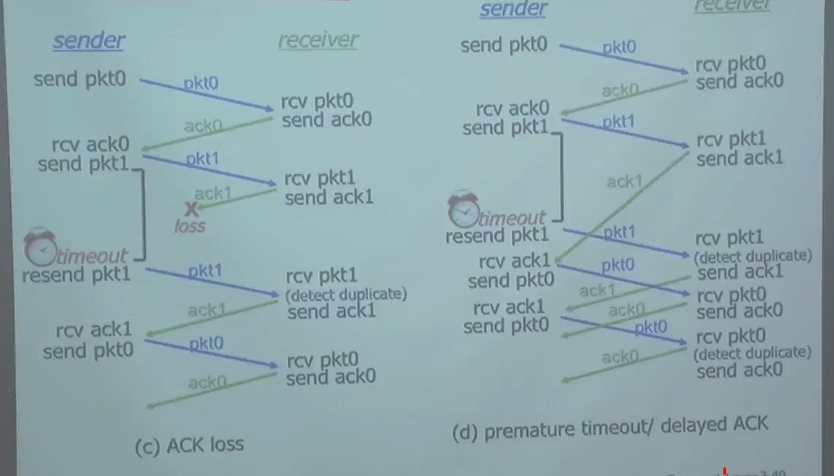 sender
receiver
send pkt0
pkt0
rcv pkt0
send ack0
ack0
rcv ack0
send pkt1
pkt1
rcv pkt1
send ack1
ack1
X
loss
timeout
resend pkt1
pkt1
rcv pkt1
(detect duplicate)
send ack1
ack1
rcv ack1
send pkt0
pkt0
rcv pkt0
send ack0
ack0
(c) ACK loss
sender
receiver
send pkt0
pkt0
rcv pkt0
send ack0
ack0
rcv ack0
send pkt1
pkt1
rcv pkt1
send ack1
ack1
timeout
resend pkt1
pkt1
rcv pkt1
(detect duplicate)
send ack1
rcv ack1
send pkt0
pkt0
ack1
rcv pkt0
send ack0
ack0
rcv ack1
send pkt0
pkt0
rcv pkt0
(detect duplicate)
send ack0
ack0
(d) premature timeout/ delayed ACK